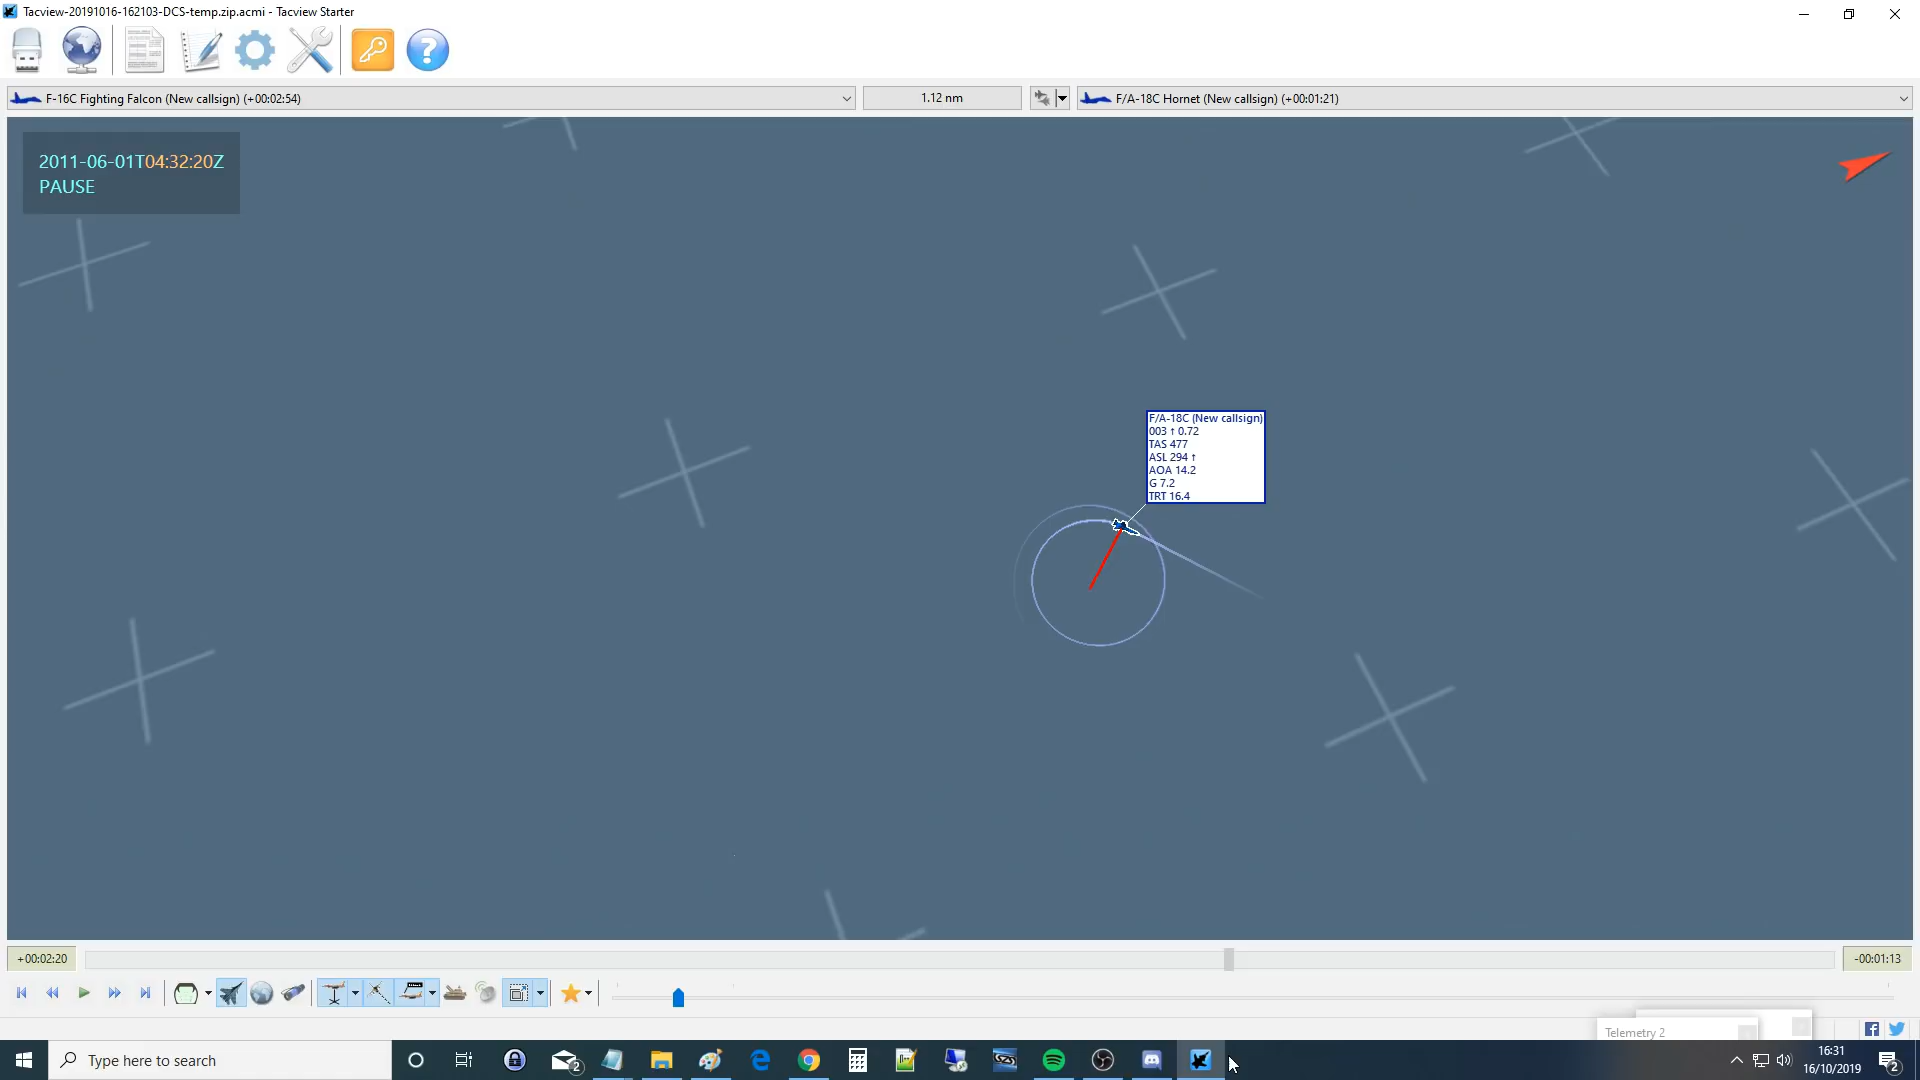 Tacview-20191016-162103-DCS-temp.zip.acmi - Tacview Starter
F-16C Fighting Falcon (New callsign) (+00:02:54)
1.12 nm
F/A-18C Hornet (New callsign) (+00:01:21)
2011-06-01T04:32:20Z
PAUSE
F/A-18C (New callsign)
003 ↑ 0.72
TAS 477
ASL 294 ↑
AOA 14.2
G 7.2
TRT 16.4
+00:02:20
-00:01:13
Telemetry 2
Type here to search
2
16:31
16/10/2019
2